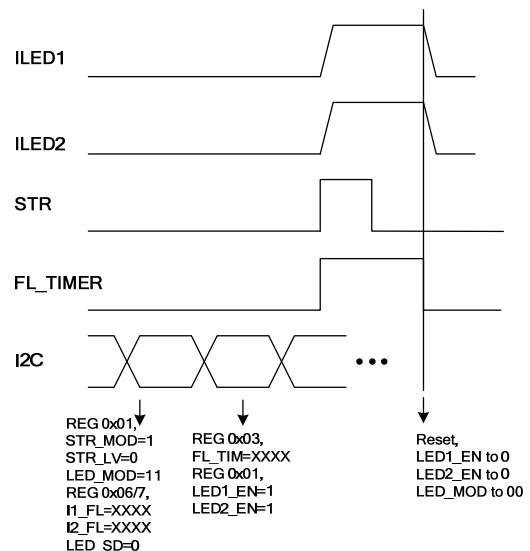 ILED1
ILED2
STR
FL_TIMER
I2C
REG 0x01,
STR_MOD=1
STR_LV=0
LED_MOD=11
REG 0x06/7,
I1_FL=XXXX
I2_FL=XXXX
LED_SD=0
REG 0x03,
FL_TIM=XXXX
REG 0x01,
LED1_EN=1
LED2_EN=1
Reset,
LED1_EN to 0
LED2_EN to 0
LED_MOD to 00